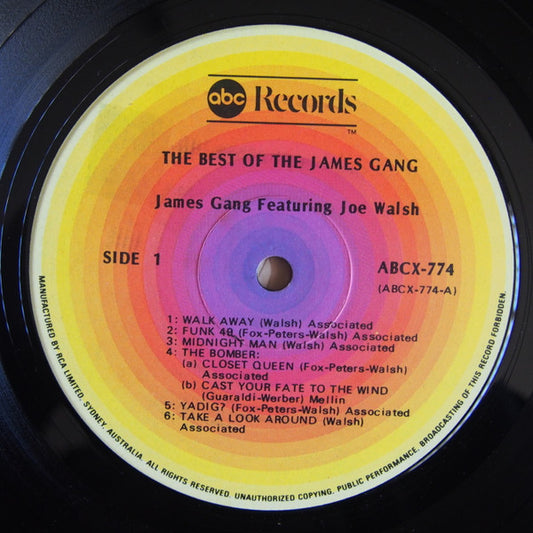 abc Records
TM
THE BEST OF THE JAMES GANG
James Gang Featuring Joe Walsh
SIDE 1
ABCX-774
(ABCX-774-A)
1: WALK AWAY (Walsh) Associated
2: FUNK 49 (Fox-Peters-Walsh) Associated
3: MIDNIGHT MAN (Walsh) Associated
4: THE BOMBER:
(a) CLOSET QUEEN (Fox-Peters-Walsh)
Associated
(b) CAST YOUR FATE TO THE WIND
(Guaraldi-Werber) Mellin
5: YADIG? (Fox-Peters-Walsh) Associated
6: TAKE A LOOK AROUND (Walsh)
Associated
MANUFACTURED BY RCA LIMITED, SYDNEY, AUSTRALIA. ALL RIGHTS RESERVED. UNAUTHORIZED COPYING, PUBLIC PERFORMANCE, BROADCASTING OF THIS RECORD FORBIDDEN.